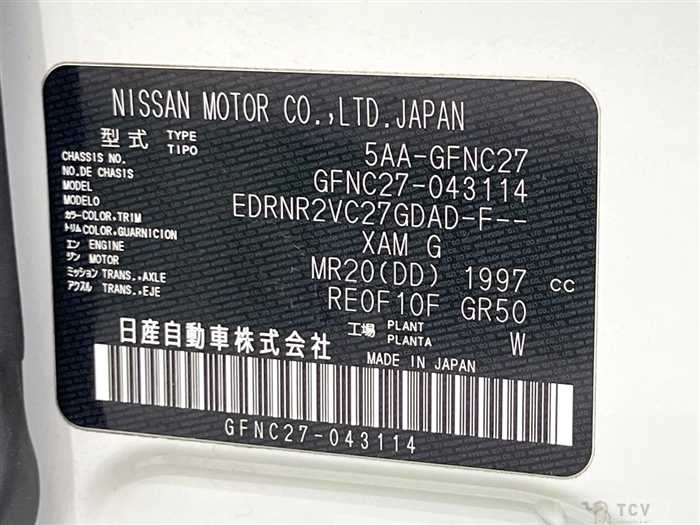 NISSAN MOTOR CO.,LTD.JAPAN
型式 TYPE TIPO 5AA-GFNC27
CHASSIS NO. NO.DE CHASIS GFNC27-043114
MODEL MODELO EDRNR2VC27GDAD-F--
カラー COLOR,TRIM トリム COLOR,GUARNICION XAM G
エンジン ENGINE MOTOR MR20(DD) 1997 CC
ミッション TRANS.,AXLE アクスル TRANS.,EJE RE0F10F GR50
日産自動車株式会社 工場 PLANT PLANTA W
MADE IN JAPAN
GFNC27-043114
TCV